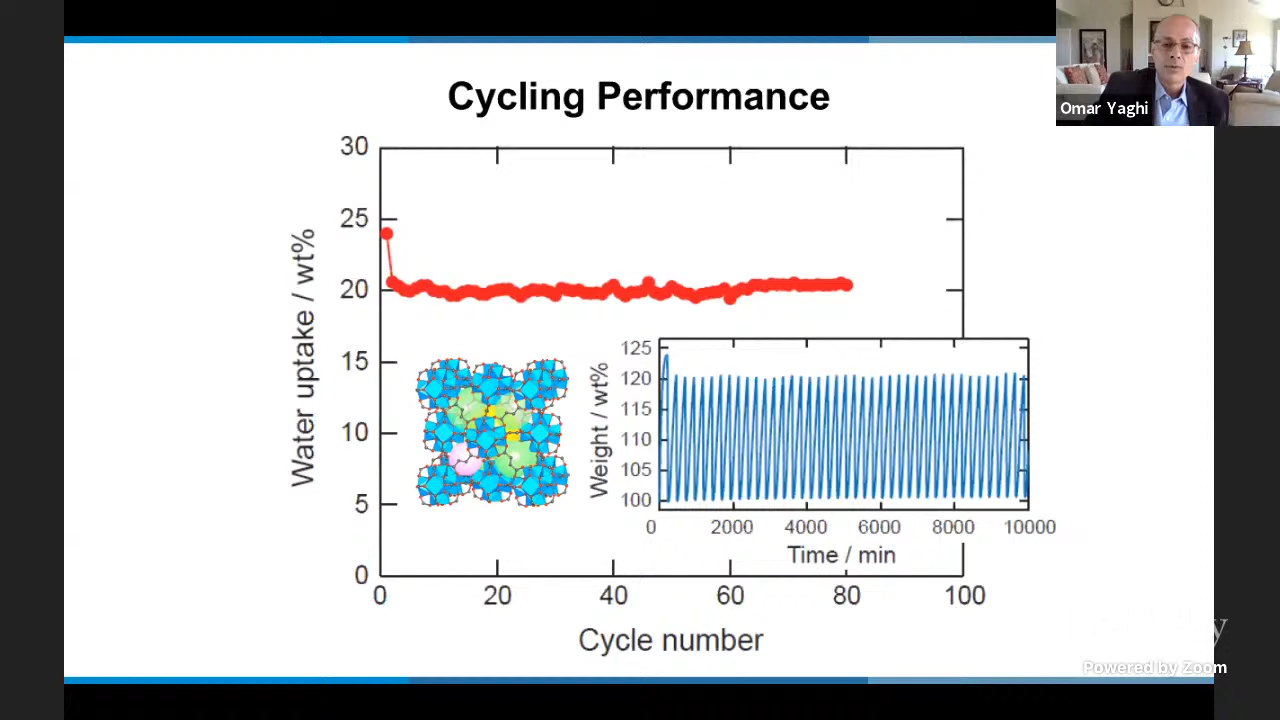 Cycling Performance
Omar Yaghi
30
25
20
15
10
5
0
Water uptake / wt%
0 20 40 60 80 100
Cycle number
125
120
115
110
105
100
Weight / wt%
0 2000 4000 6000 8000 10000
Time / min
Powered by Zoom